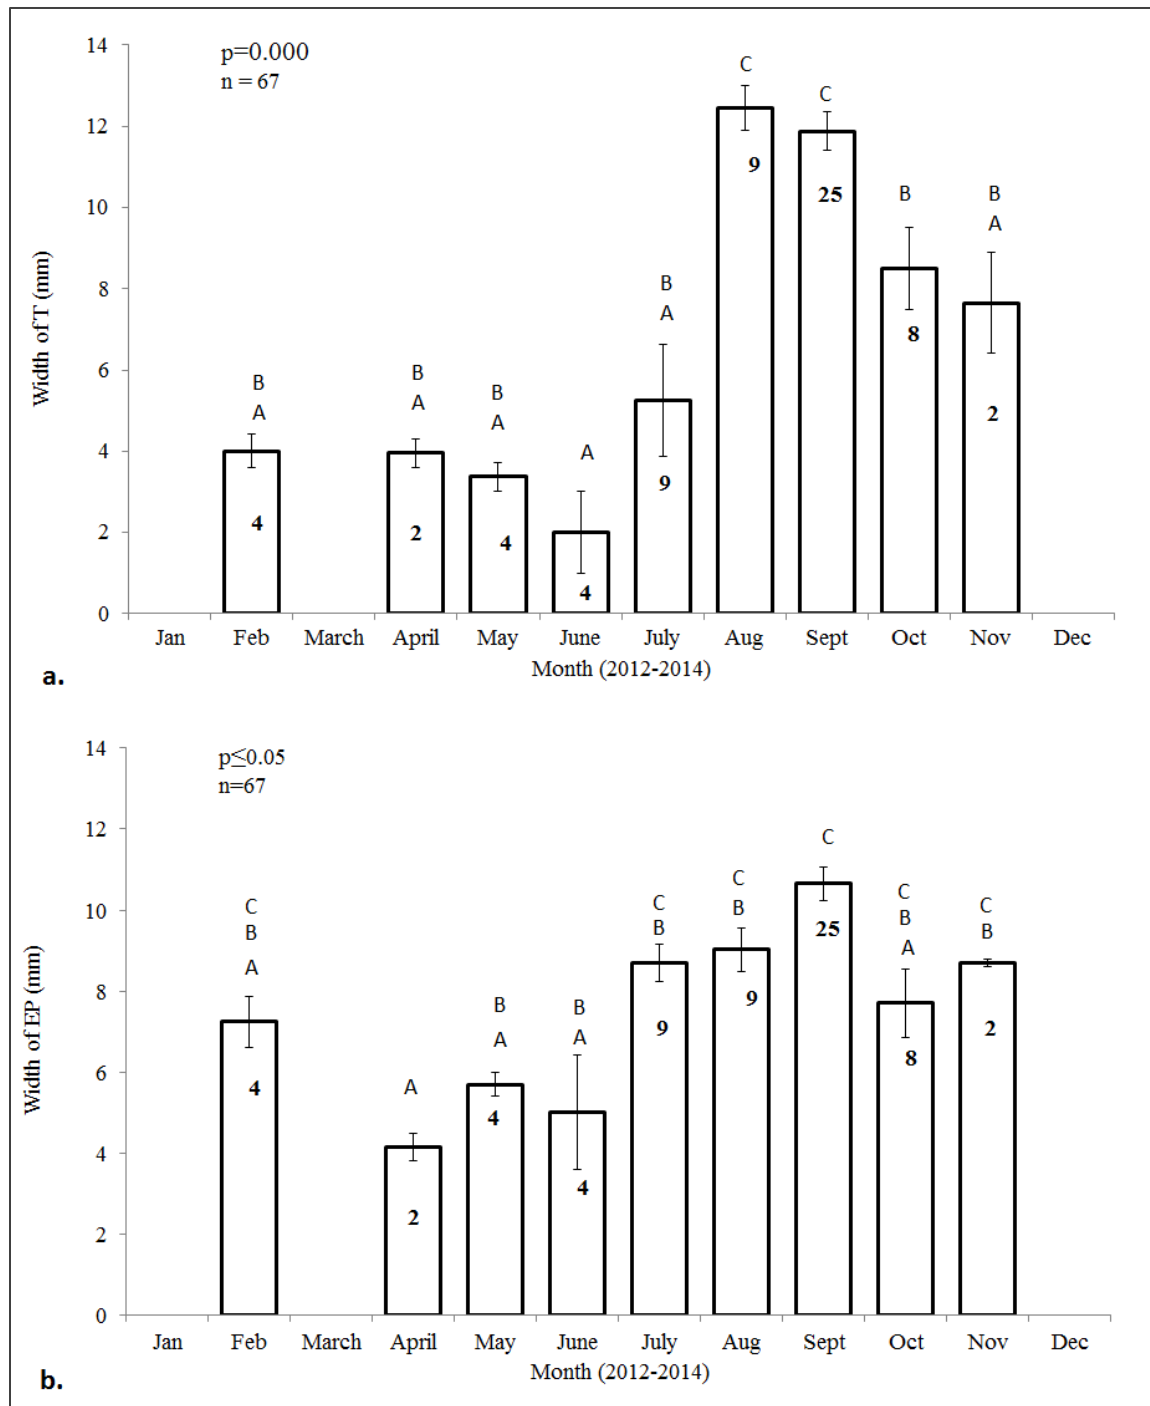 p=0.000
n = 67
Width of T (mm)
14
12
10
8
6
4
2
0
B
A
4
B
A
2
B
A
4
A
4
B
A
9
C
9
C
25
B
8
B
A
2
Jan Feb March April May June July Aug Sept Oct Nov Dec
Month (2012-2014)
a.
p≤0.05
n=67
Width of EP (mm)
14
12
10
8
6
4
2
0
C
B
A
4
A
2
B
A
4
B
A
4
C
B
9
C
B
9
C
25
C
B
A
8
C
B
2
Jan Feb March April May June July Aug Sept Oct Nov Dec
Month (2012-2014)
b.